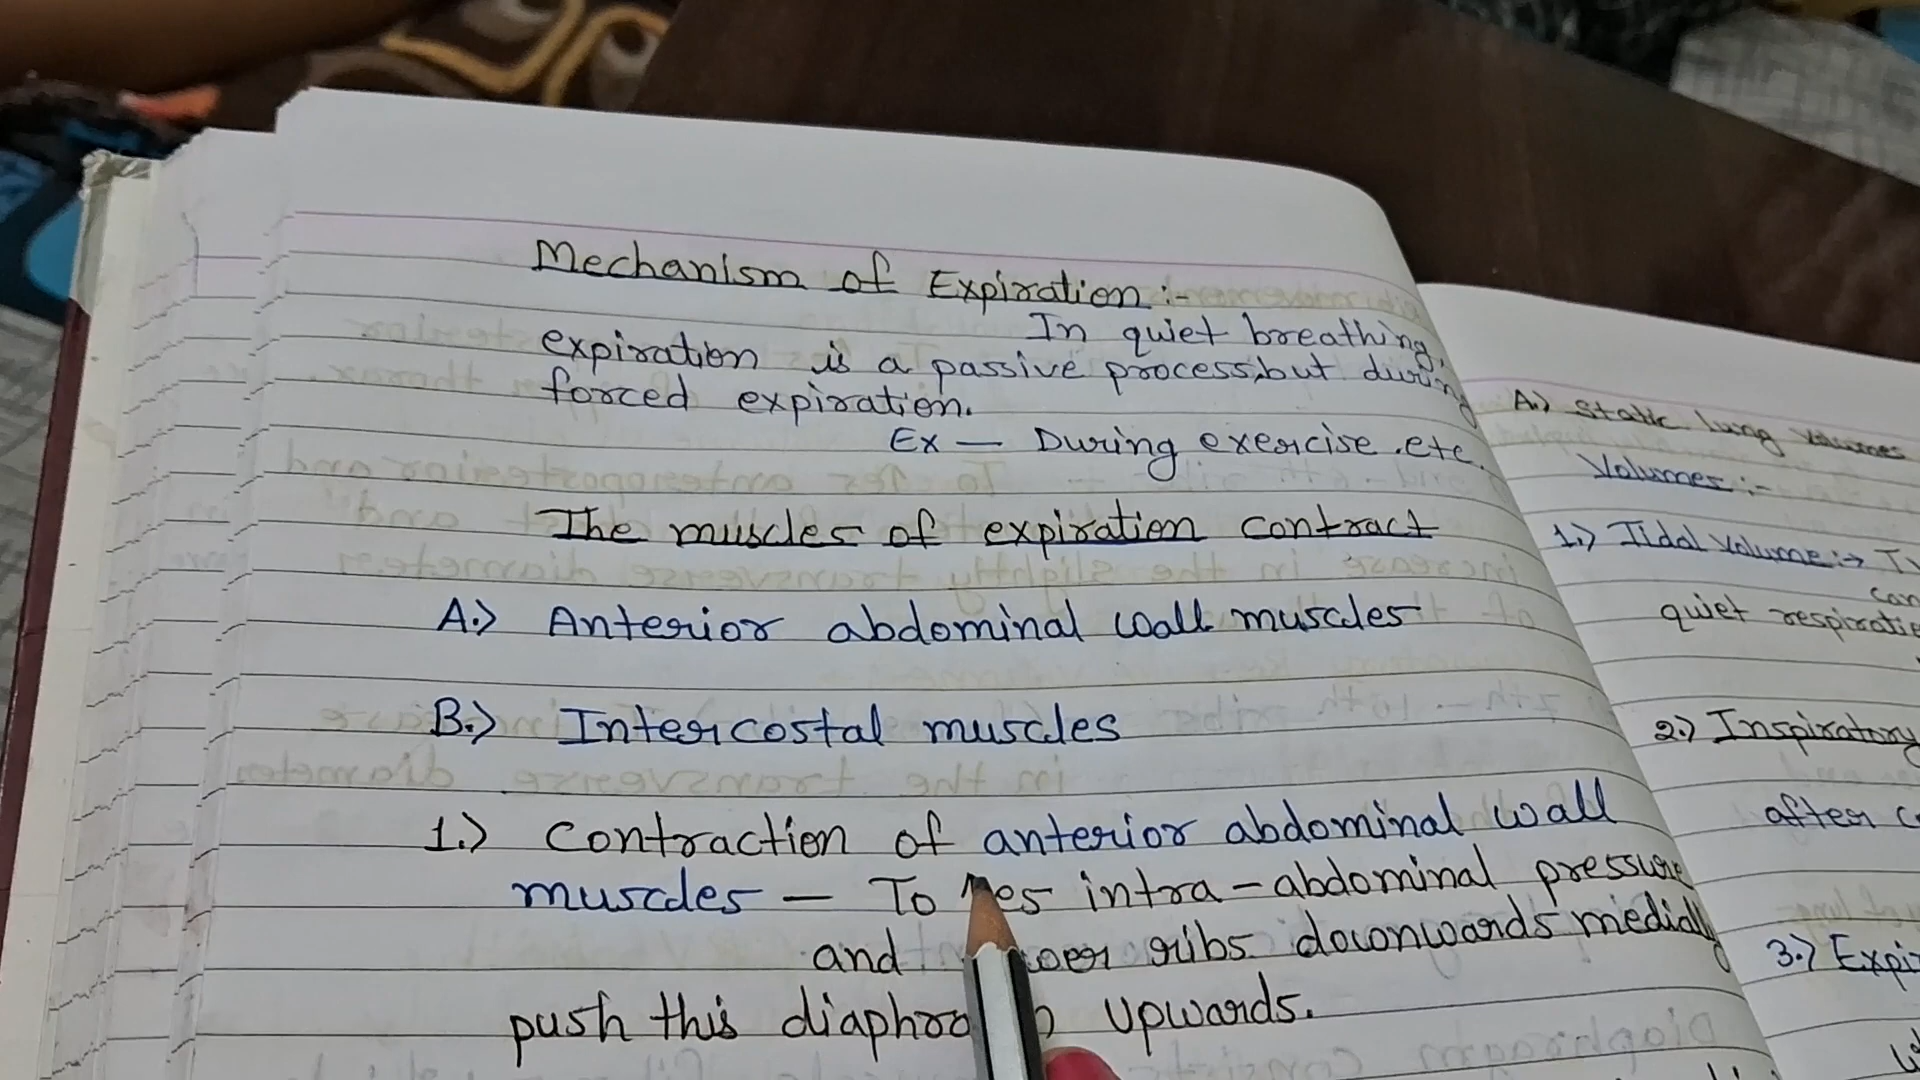 Mechanism of Expiration :-
In quiet breathing,
expiration is a passive process, but during
forced expiration.
Ex — During exercise .etc.
The muscles of expiration contract
A.) Anterior abdominal wall muscles
B.) Intercostal muscles
1.) Contraction of anterior abdominal wall
muscles — To ↑es intra-abdominal pressure
and ribs downwards medially
push this upwards.
A.) Static lung volumes
Volumes :-
1.) Tidal Volume :→
quiet
2.) Inspiratory
after
3.)